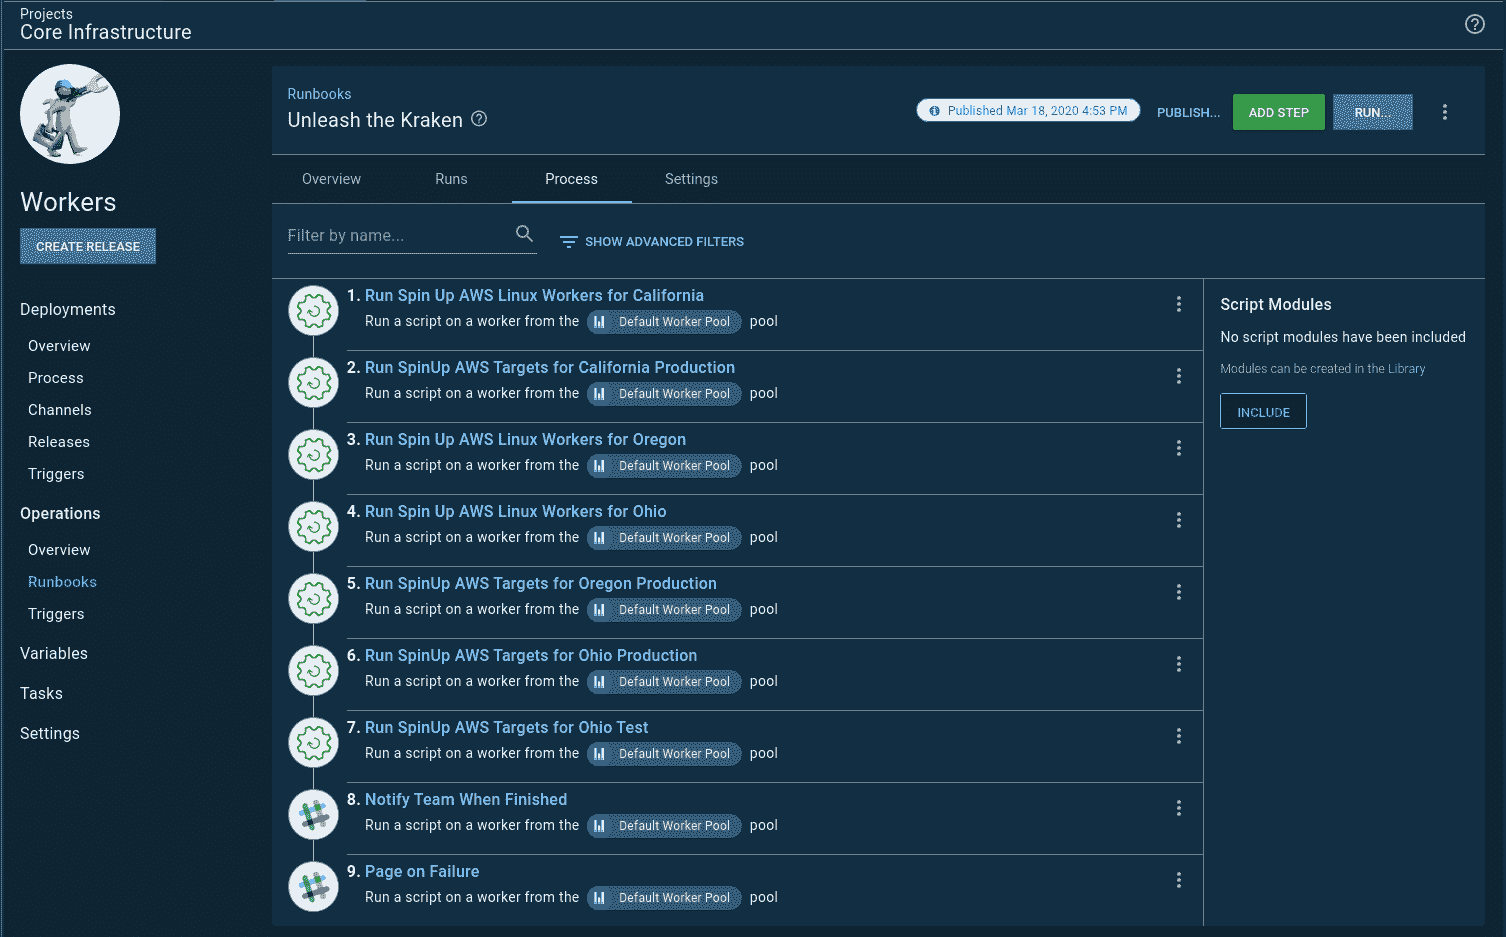 Projects
Core Infrastructure
Workers
CREATE RELEASE
Deployments
Overview
Process
Channels
Releases
Triggers
Operations
Overview
Runbooks
Triggers
Variables
Tasks
Settings
Runbooks
Unleash the Kraken
Published Mar 18, 2020 4:53 PM
PUBLISH...
ADD STEP
RUN...
Overview
Runs
Process
Settings
Filter by name...
SHOW ADVANCED FILTERS
1. Run Spin Up AWS Linux Workers for California
Run a script on a worker from the Default Worker Pool pool
2. Run SpinUp AWS Targets for California Production
Run a script on a worker from the Default Worker Pool pool
3. Run Spin Up AWS Linux Workers for Oregon
Run a script on a worker from the Default Worker Pool pool
4. Run Spin Up AWS Linux Workers for Ohio
Run a script on a worker from the Default Worker Pool pool
5. Run SpinUp AWS Targets for Oregon Production
Run a script on a worker from the Default Worker Pool pool
6. Run SpinUp AWS Targets for Ohio Production
Run a script on a worker from the Default Worker Pool pool
7. Run SpinUp AWS Targets for Ohio Test
Run a script on a worker from the Default Worker Pool pool
8. Notify Team When Finished
Run a script on a worker from the Default Worker Pool pool
9. Page on Failure
Run a script on a worker from the Default Worker Pool pool
Script Modules
No script modules have been included
Modules can be created in the Library
INCLUDE